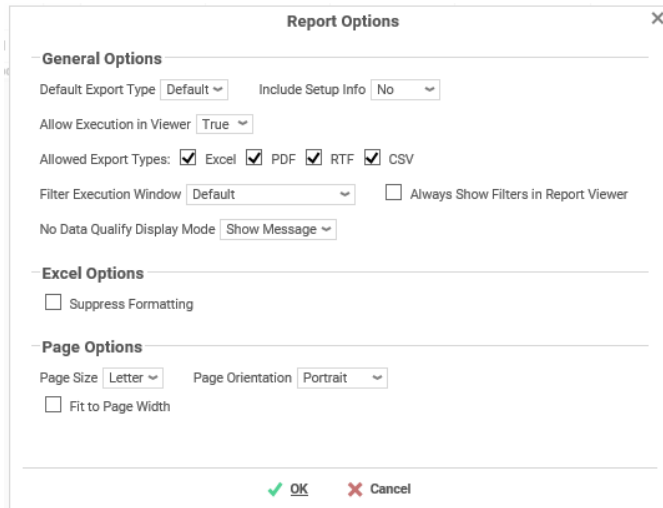 Report Options
General Options
Default Export Type Default Include Setup Info No
Allow Execution in Viewer True
Allowed Export Types: Excel PDF RTF CSV
Filter Execution Window Default Always Show Filters in Report Viewer
No Data Qualify Display Mode Show Message
Excel Options
Suppress Formatting
Page Options
Page Size Letter Page Orientation Portrait
Fit to Page Width
OK Cancel